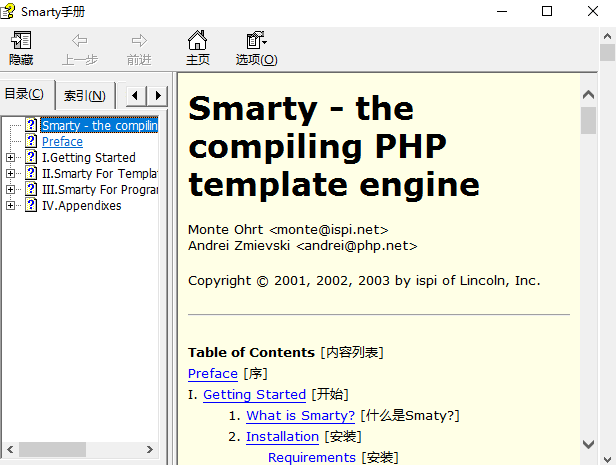 Smarty手册
隐藏 上一步 前进 主页 选项(O)
目录(C) 索引(N)
Smarty - the compilin
Preface
I.Getting Started
II.Smarty For Templa
III.Smarty For Progran
IV.Appendixes
Smarty - the
compiling PHP
template engine
Monte Ohrt <monte@ispi.net>
Andrei Zmievski <andrei@php.net>
Copyright © 2001, 2002, 2003 by ispi of Lincoln, Inc.
Table of Contents [内容列表]
Preface [序]
I. Getting Started [开始]
1. What is Smarty? [什么是Smaty?]
2. Installation [安装]
Requirements [安装]